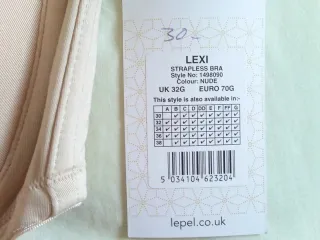 30-
LEXI
STRAPLESS BRA
Style No: 1498090
Colour: NUDE
UK 32G EURO 70G
This style is also available in:-
A B C D DD E F FF G
30
32
34
36
38
5 034104 623204
lepel.co.uk